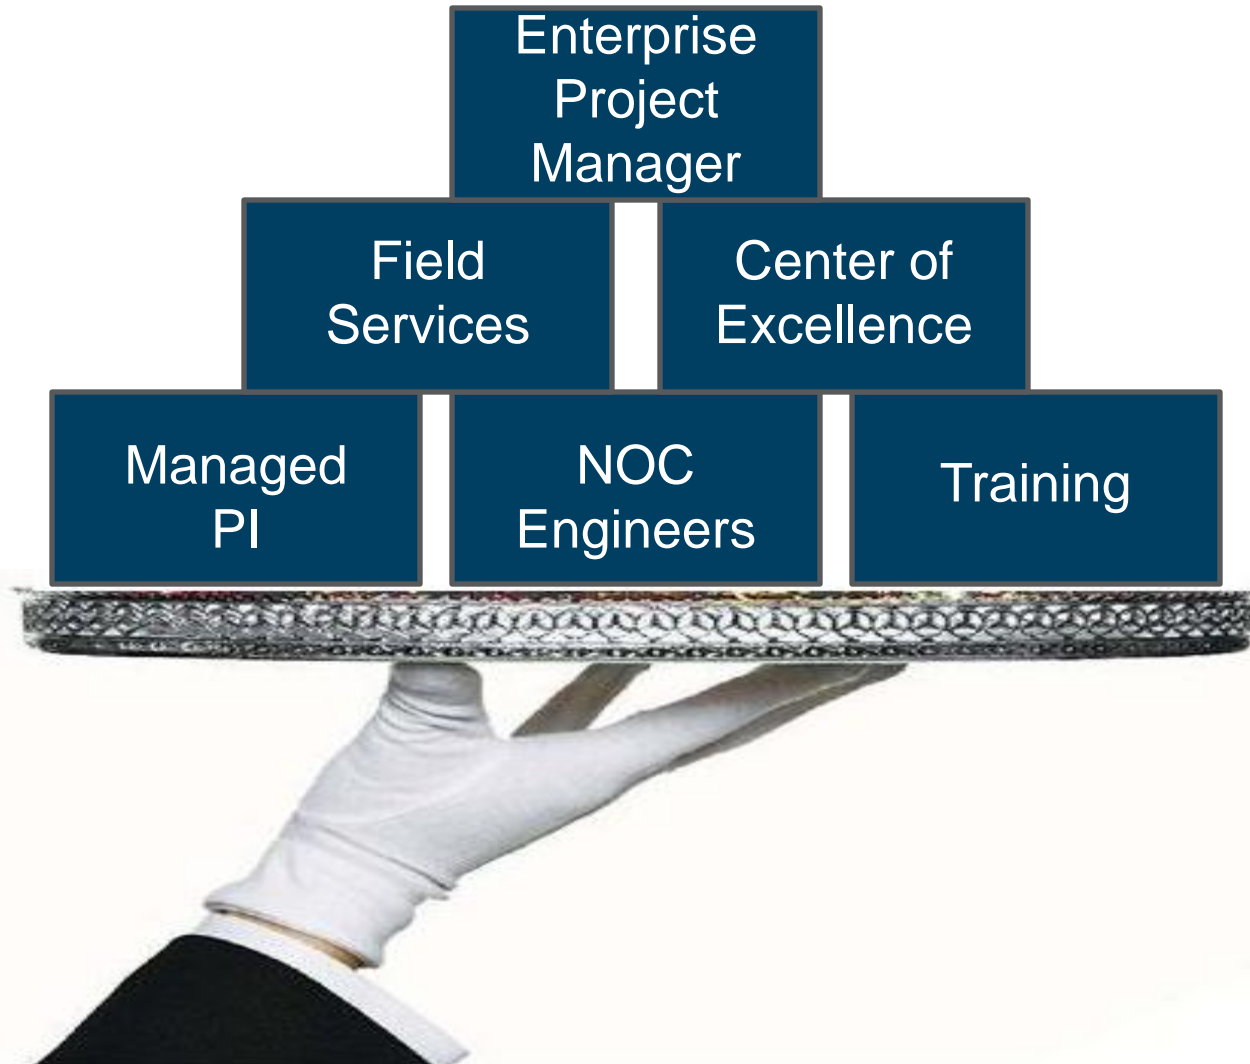 Enterprise
Project
Manager
Field
Services
Center of
Excellence
Managed
PI
NOC
Engineers
Training